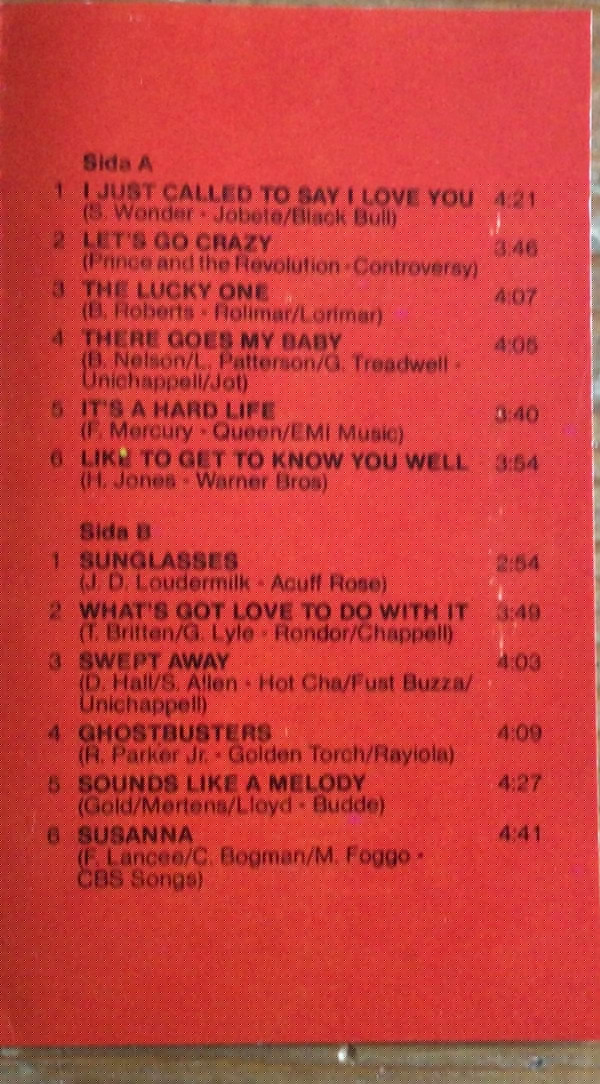 Sida A
1 I JUST CALLED TO SAY I LOVE YOU 4:21
(S. Wonder - Jobete/Black Bull)
2 LET'S GO CRAZY 3:46
(Prince and the Revolution - Controversy)
3 THE LUCKY ONE 4:07
(B. Roberts - Rolimar/Lorimar)
4 THERE GOES MY BABY 4:05
(B. Nelson/L. Patterson/G. Treadwell -
Unichappell/Jot)
5 IT'S A HARD LIFE 3:40
(F. Mercury - Queen/EMI Music)
6 LIKE TO GET TO KNOW YOU WELL 3:54
(H. Jones - Warner Bros)
Sida B
1 SUNGLASSES 2:54
(J. D. Loudermilk - Acuff Rose)
2 WHAT'S GOT LOVE TO DO WITH IT 3:49
(T. Britten/G. Lyle - Rondor/Chappell)
3 SWEPT AWAY 4:03
(D. Hall/S. Allen - Hot Cha/Fust Buzza/
Unichappell)
4 GHOSTBUSTERS 4:09
(R. Parker Jr. - Golden Torch/Rayiola)
5 SOUNDS LIKE A MELODY 4:27
(Gold/Mertens/Lloyd - Budde)
6 SUSANNA 4:41
(F. Lancee/C. Bogman/M. Foggo -
CBS Songs)